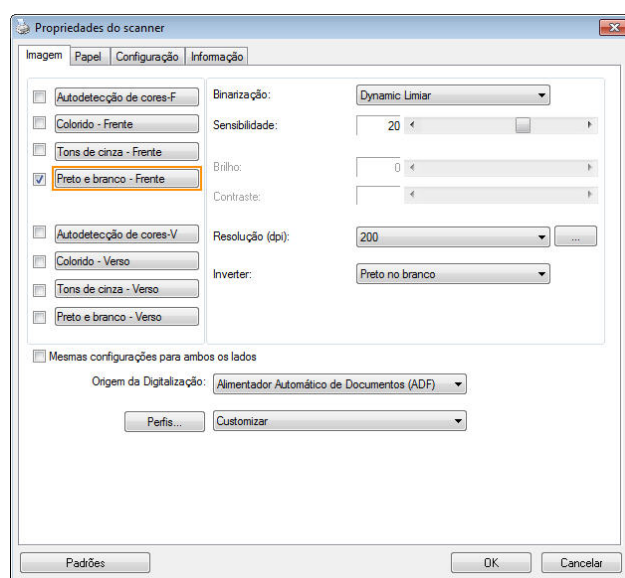 Propriedades do scanner
Imagem Papel Configuração Informação
Autodetecção de cores-F
Colorido - Frente
Tons de cinza - Frente
Preto e branco - Frente
Autodetecção de cores-V
Colorido - Verso
Tons de cinza - Verso
Preto e branco - Verso
Binarização: Dynamic Limiar
Sensibilidade: 20
Brilho: 0
Contraste:
Resolução (dpi): 200 ...
Inverter: Preto no branco
Mesmas configurações para ambos os lados
Origem da Digitalização: Alimentador Automático de Documentos (ADF)
Perfis... Customizar
Padrões OK Cancelar